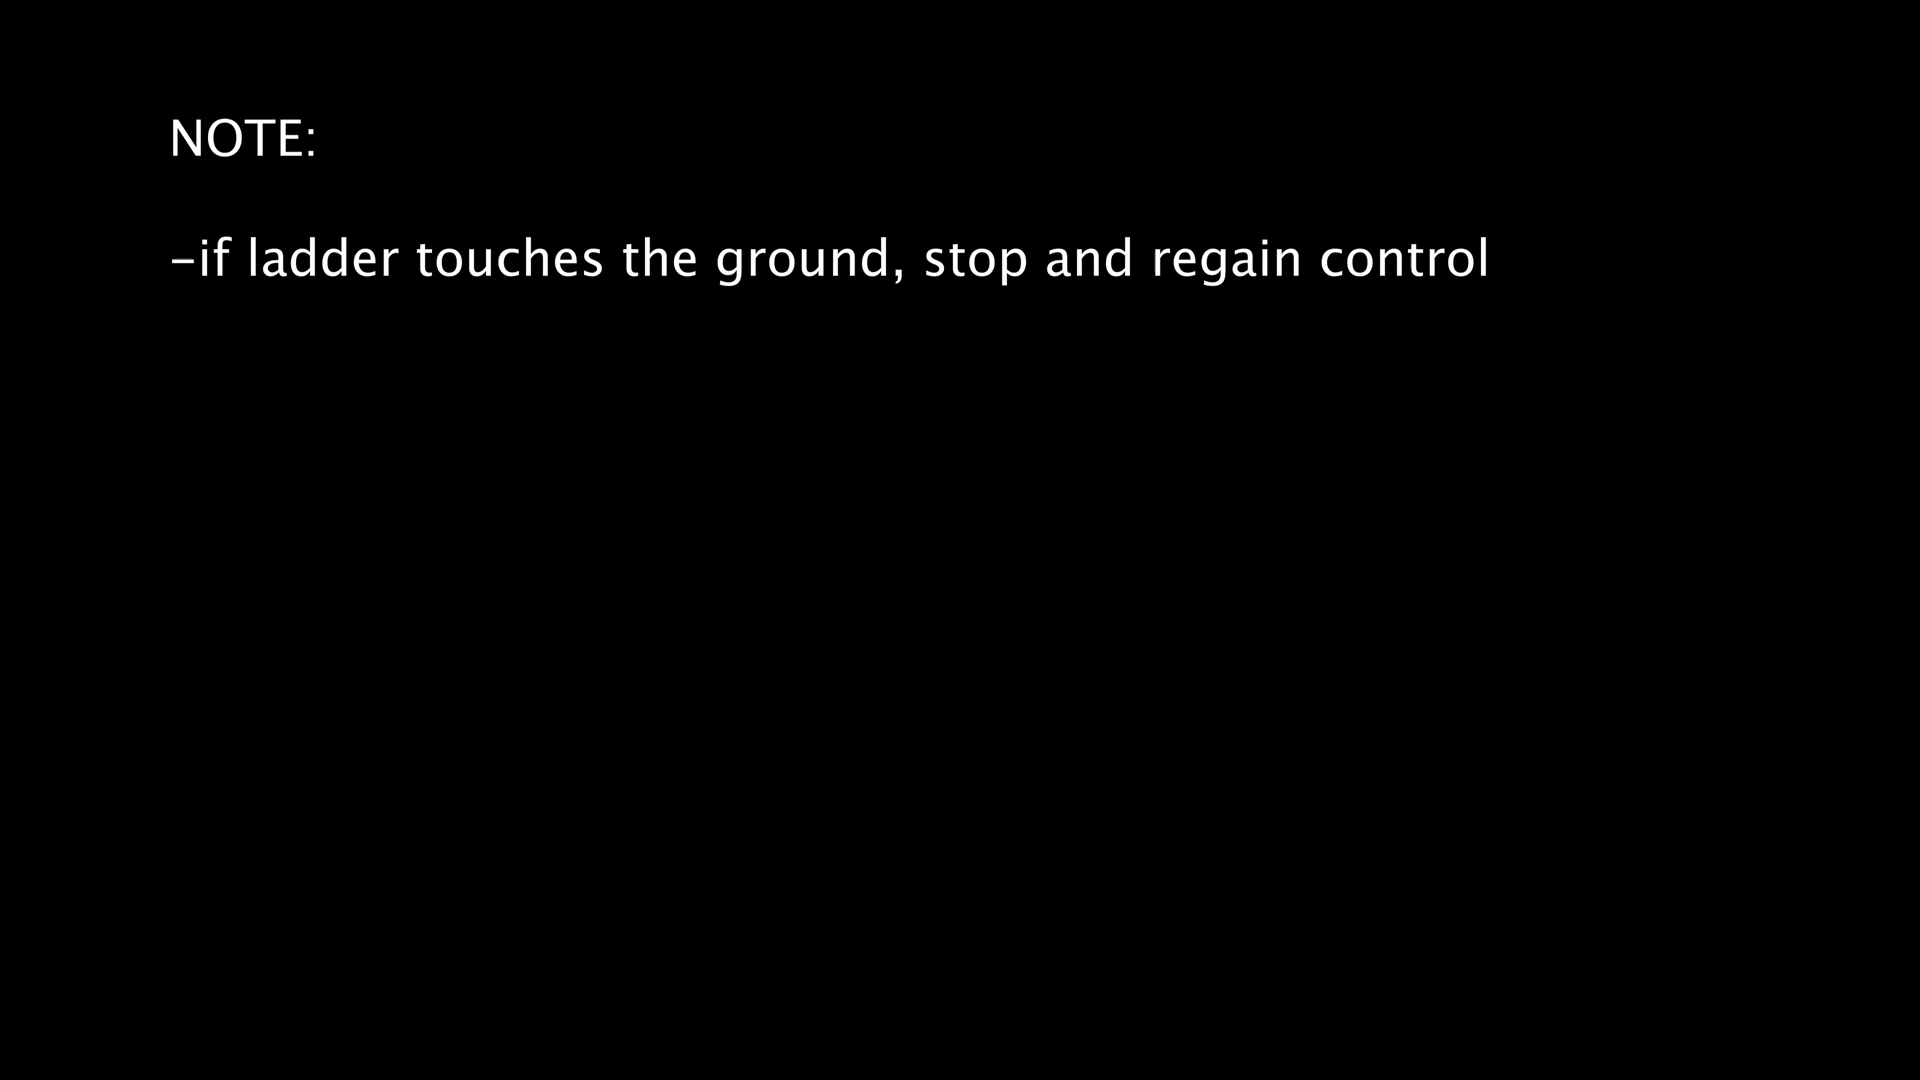 NOTE:
-if ladder touches the ground, stop and regain control